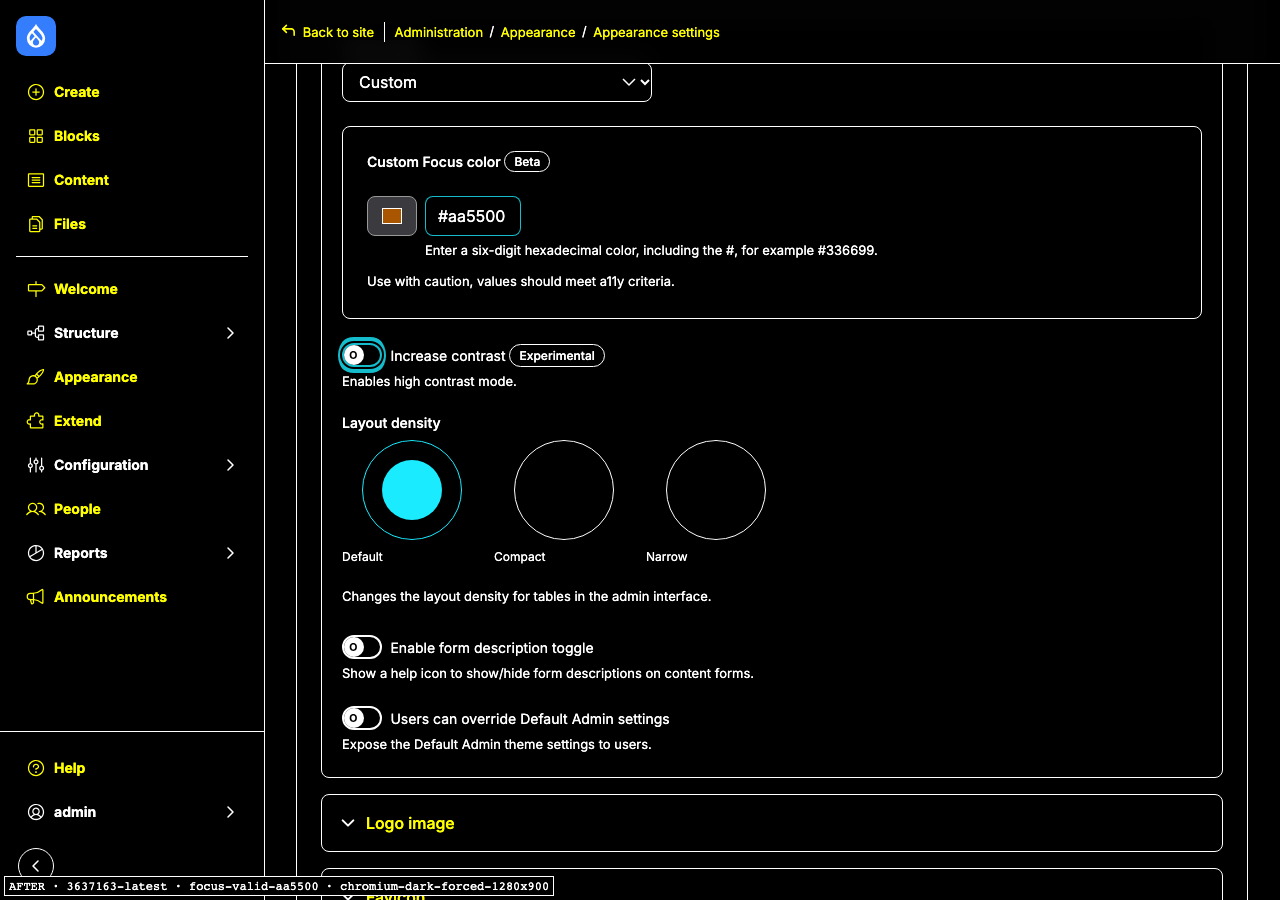 Back to site
Administration / Appearance / Appearance settings
Create
Blocks
Content
Files
Welcome
Structure
Appearance
Extend
Configuration
People
Reports
Announcements
Help
admin
Custom
Custom Focus color Beta
#aa5500
Enter a six-digit hexadecimal color, including the #, for example #336699.
Use with caution, values should meet a11y criteria.
Increase contrast Experimental
Enables high contrast mode.
Layout density
Default
Compact
Narrow
Changes the layout density for tables in the admin interface.
Enable form description toggle
Show a help icon to show/hide form descriptions on content forms.
Users can override Default Admin settings
Expose the Default Admin theme settings to users.
Logo image
Favicon
AFTER · 3637163-latest · focus-valid-aa5500 · chromium-dark-forced-1280x900